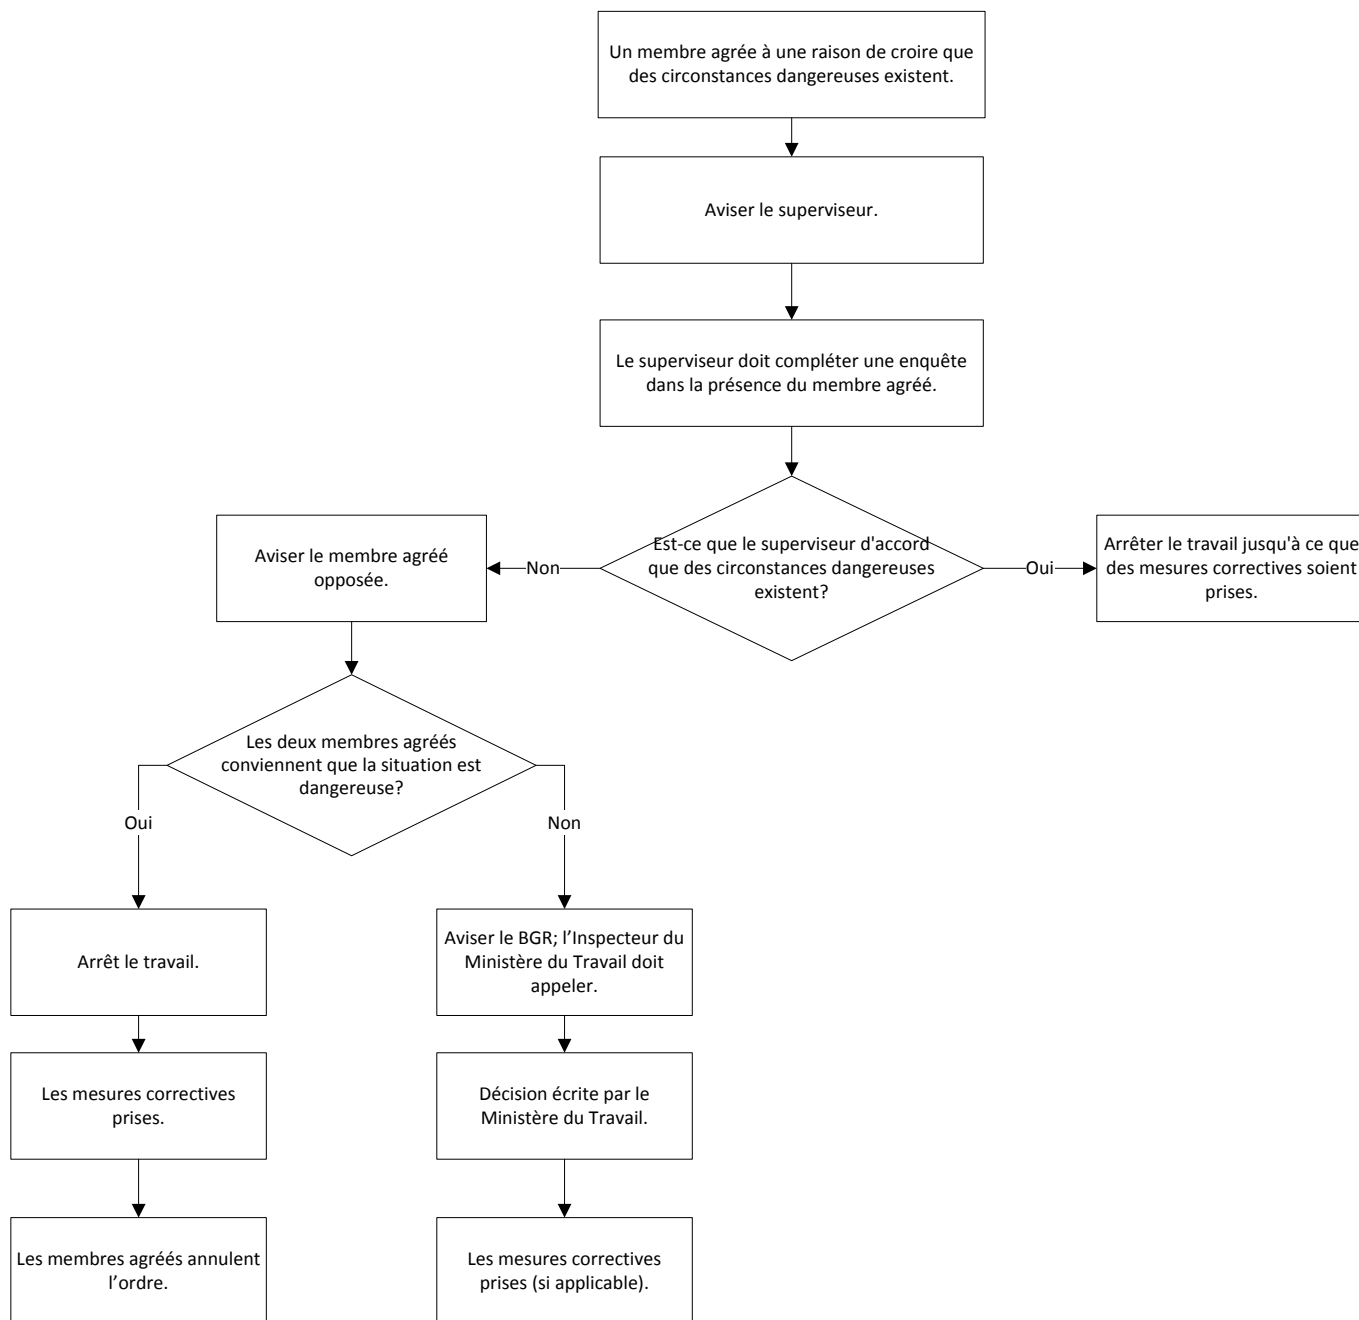 Un membre agrée à une raison de croire que
des circonstances dangereuses existent.
Aviser le superviseur.
Le superviseur doit compléter une enquête
dans la présence du membre agréé.
Est-ce que le superviseur d'accord
que des circonstances dangereuses
existent?
Non
Oui
Aviser le membre agréé
opposée.
Arrêter le travail jusqu'à ce que
des mesures correctives soient
prises.
Les deux membres agréés
conviennent que la situation est
dangereuse?
Oui
Non
Arrêt le travail.
Les mesures correctives
prises.
Les membres agréés annulent
l’ordre.
Aviser le BGR; l’Inspecteur du
Ministère du Travail doit
appeler.
Décision écrite par le
Ministère du Travail.
Les mesures correctives
prises (si applicable).